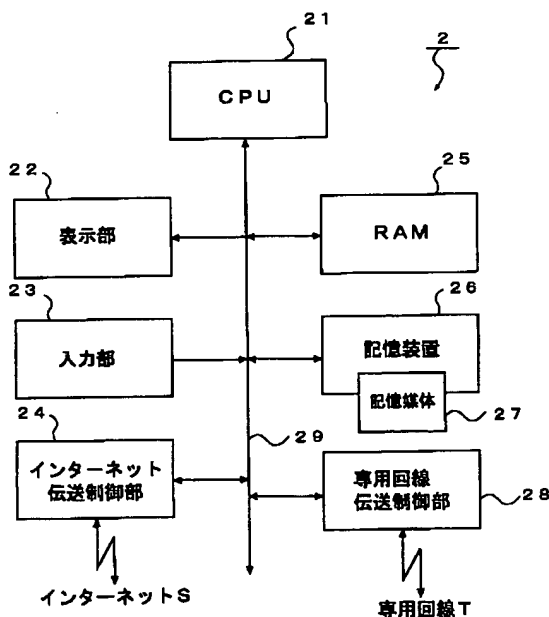 21
2
CPU
22
25
表示部
RAM
23
26
入力部
記憶装置
記憶媒体
27
24
29
インターネット
伝送制御部
専用回線
伝送制御部
28
インターネットS
専用回線T